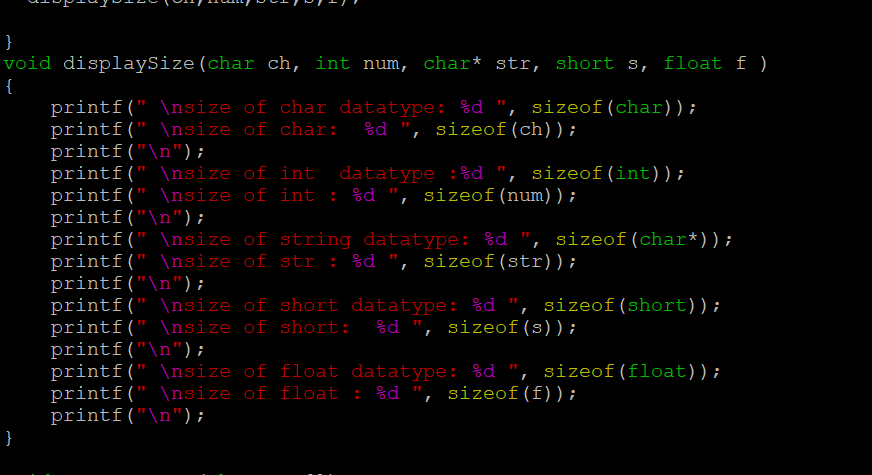 displaySize(ch,num,str,s,f);
}
void displaySize(char ch, int num, char* str, short s, float f )
{
    printf(" \nsize of char datatype: %d ", sizeof(char));
    printf(" \nsize of char:  %d ", sizeof(ch));
    printf("\n");
    printf(" \nsize of int  datatype :%d ", sizeof(int));
    printf(" \nsize of int : %d ", sizeof(num));
    printf("\n");
    printf(" \nsize of string datatype: %d ", sizeof(char*));
    printf(" \nsize of str : %d ", sizeof(str));
    printf("\n");
    printf(" \nsize of short datatype: %d ", sizeof(short));
    printf(" \nsize of short:  %d ", sizeof(s));
    printf("\n");
    printf(" \nsize of float datatype: %d ", sizeof(float));
    printf(" \nsize of float : %d ", sizeof(f));
    printf("\n");
}